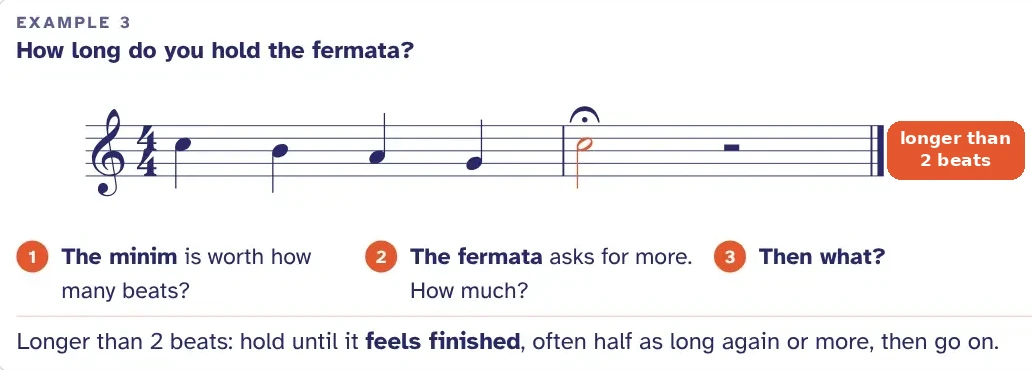 EXAMPLE 3
How long do you hold the fermata?
4
4
longer than
2 beats
1 The minim is worth how
many beats?
2 The fermata asks for more.
How much?
3 Then what?
Longer than 2 beats: hold until it feels finished, often half as long again or more, then go on.